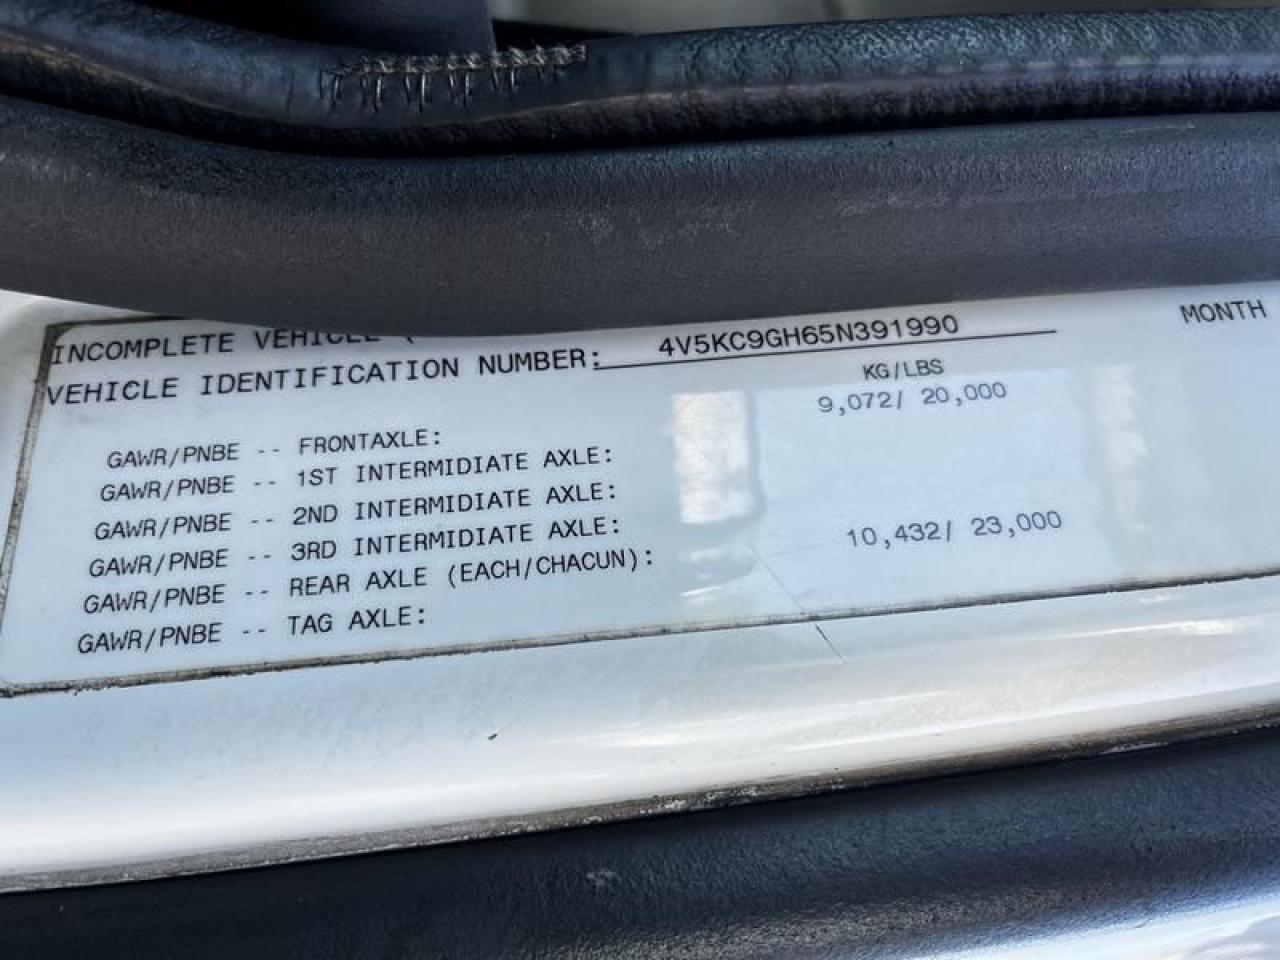 INCOMPLETE VEHICLE (
VEHICLE IDENTIFICATION NUMBER: 4V5KC9GH65N391990
MONTH
KG/LBS
GAWR/PNBE -- FRONTAXLE: 9,072/ 20,000
GAWR/PNBE -- 1ST INTERMIDIATE AXLE:
GAWR/PNBE -- 2ND INTERMIDIATE AXLE:
GAWR/PNBE -- 3RD INTERMIDIATE AXLE:
GAWR/PNBE -- REAR AXLE (EACH/CHACUN): 10,432/ 23,000
GAWR/PNBE -- TAG AXLE: